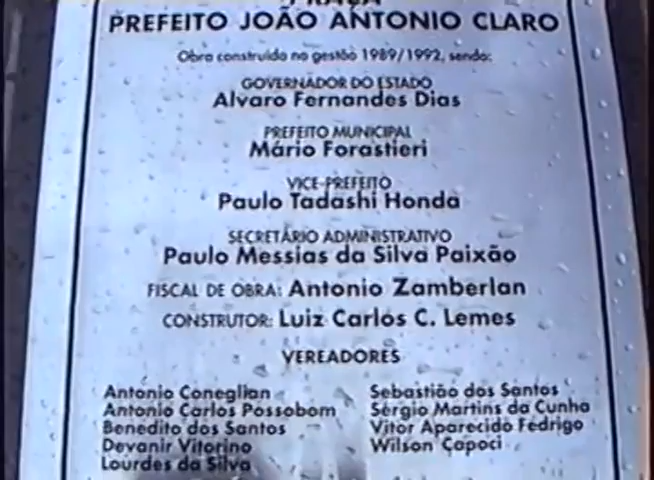 PRAÇA
PREFEITO JOÃO ANTONIO CLARO
Obra construída na gestão 1989/1992, sendo:
GOVERNADOR DO ESTADO
Alvaro Fernandes Dias
PREFEITO MUNICIPAL
Mário Forastieri
VICE-PREFEITO
Paulo Tadashi Honda
SECRETÁRIO ADMINISTRATIVO
Paulo Messias da Silva Paixão
FISCAL DE OBRA: Antonio Zamberlan
CONSTRUTOR: Luiz Carlos C. Lemes
VEREADORES
Antonio Coneglian
Antonio Carlos Possobom
Benedito dos Santos
Devanir Vitorino
Lourdes da Silva
Sebastião dos Santos
Sérgio Martins da Cunha
Vitor Aparecido Fedrigo
Wilson Capoci